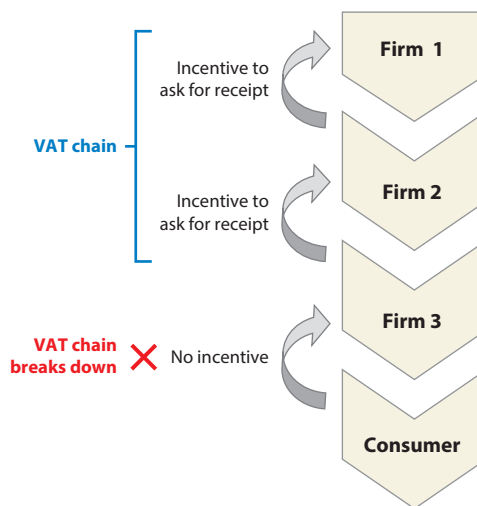 Firm 1
Incentive to
ask for receipt
VAT chain
Firm 2
Incentive to
ask for receipt
Firm 3
VAT chain
breaks down
No incentive
Consumer